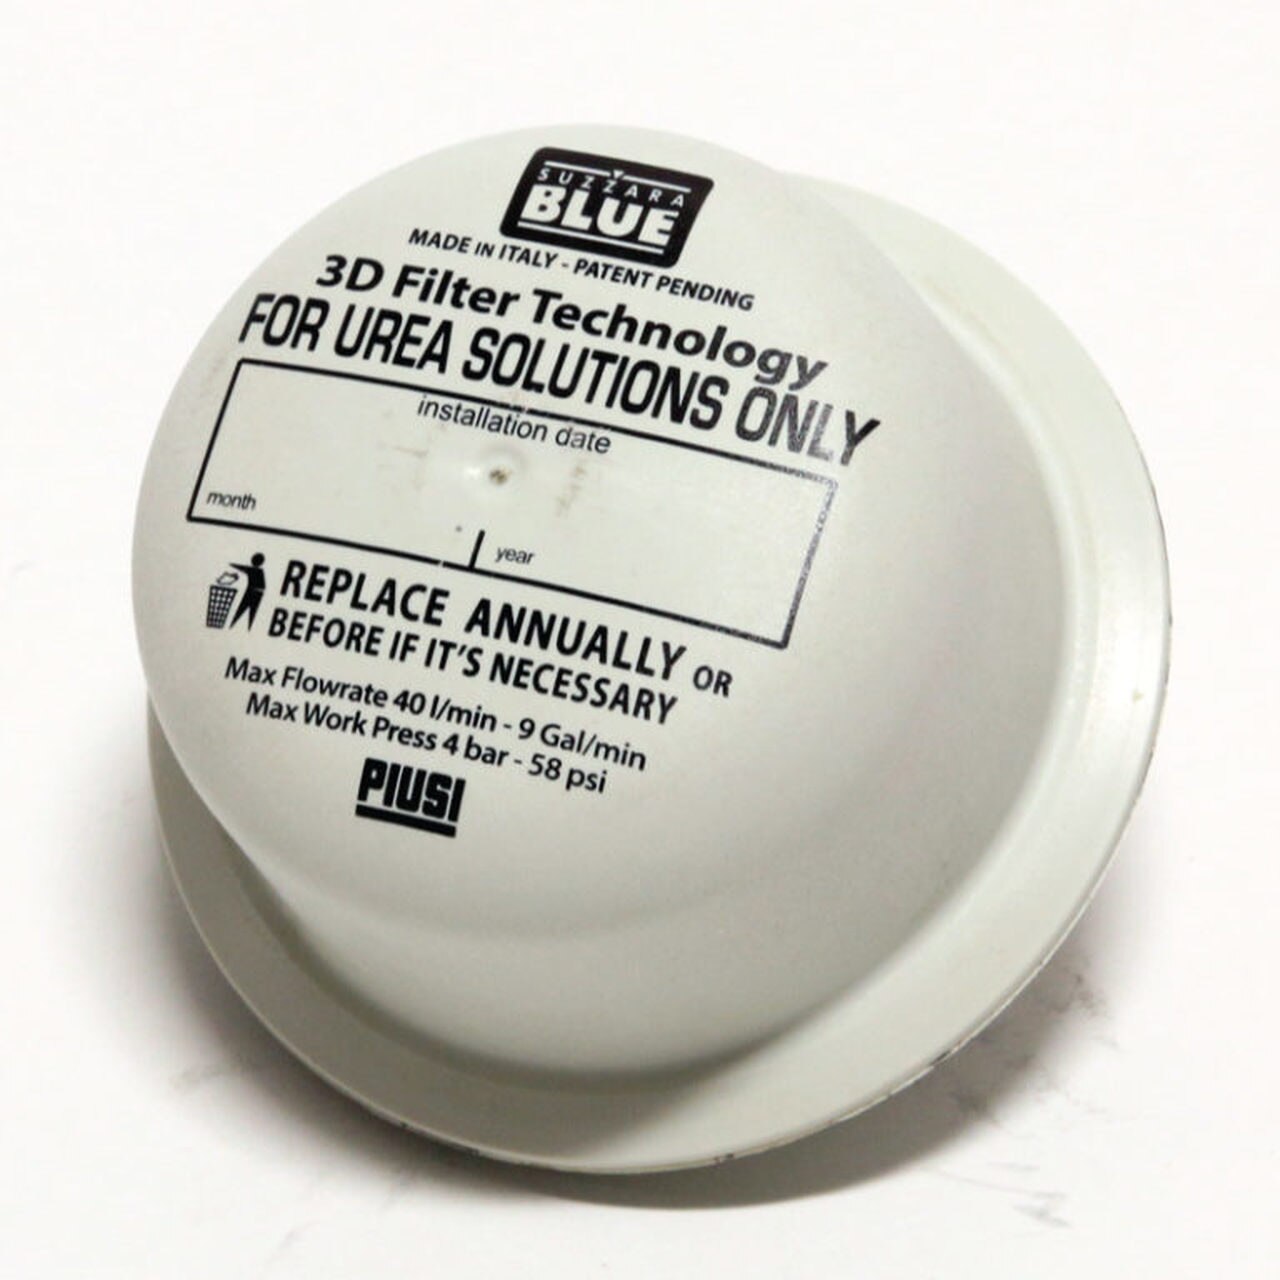 SUZZARA
BLUE
MADE IN ITALY - PATENT PENDING
3D Filter Technology
FOR UREA SOLUTIONS ONLY
installation date
month
year
REPLACE ANNUALLY OR
BEFORE IF IT'S NECESSARY
Max Flowrate 40 l/min - 9 Gal/min
Max Work Press 4 bar - 58 psi
PIUSI